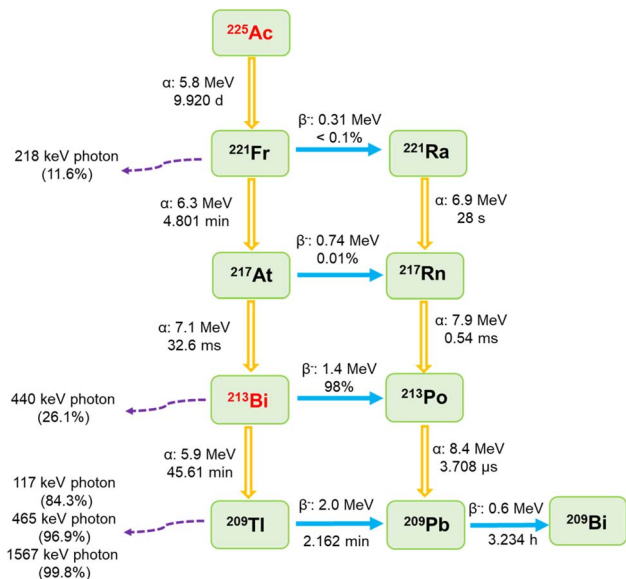 ²²⁵Ac
α: 5.8 MeV
9.920 d
218 keV photon
(11.6%)
²²¹Fr
β⁻: 0.31 MeV
< 0.1%
²²¹Ra
α: 6.3 MeV
4.801 min
α: 6.9 MeV
28 s
²¹⁷At
β⁻: 0.74 MeV
0.01%
²¹⁷Rn
α: 7.1 MeV
32.6 ms
α: 7.9 MeV
0.54 ms
440 keV photon
(26.1%)
²¹³Bi
β⁻: 1.4 MeV
98%
²¹³Po
α: 5.9 MeV
45.61 min
α: 8.4 MeV
3.708 µs
117 keV photon
(84.3%)
465 keV photon
(96.9%)
1567 keV photon
(99.8%)
²⁰⁹Tl
β⁻: 2.0 MeV
2.162 min
²⁰⁹Pb
β⁻: 0.6 MeV
3.234 h
²⁰⁹Bi